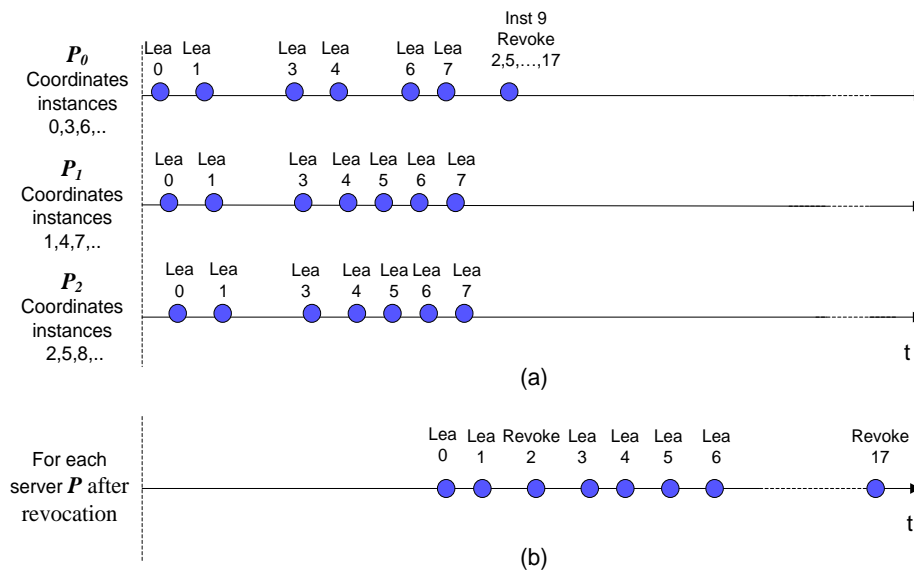 Inst 9
Revoke
2,5,…,17
P0
Coordinates
instances
0,3,6,..
Lea Lea Lea Lea Lea Lea
0 1 3 4 6 7
P1
Coordinates
instances
1,4,7,..
Lea Lea Lea Lea Lea Lea Lea
0 1 3 4 5 6 7
P2
Coordinates
instances
2,5,8,..
Lea Lea Lea Lea Lea Lea Lea
0 1 3 4 5 6 7
t
(a)
For each
server P after
revocation
Lea Lea Revoke Lea Lea Lea Lea Revoke
0 1 2 3 4 5 6 17
t
(b)